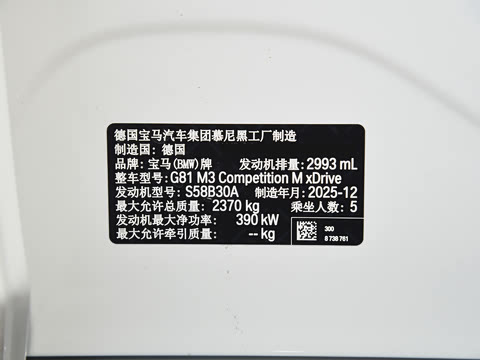 德国宝马汽车集团慕尼黑工厂制造
制造国: 德国
品牌: 宝马(BMW)牌 发动机排量: 2993 mL
整车型号: G81 M3 Competition M xDrive
发动机型号: S58B30A 制造年月: 2025-12
最大允许总质量: 2370 kg 乘坐人数: 5
发动机最大净功率: 390 kW
最大允许牵引质量: -- kg
300
8 738 761